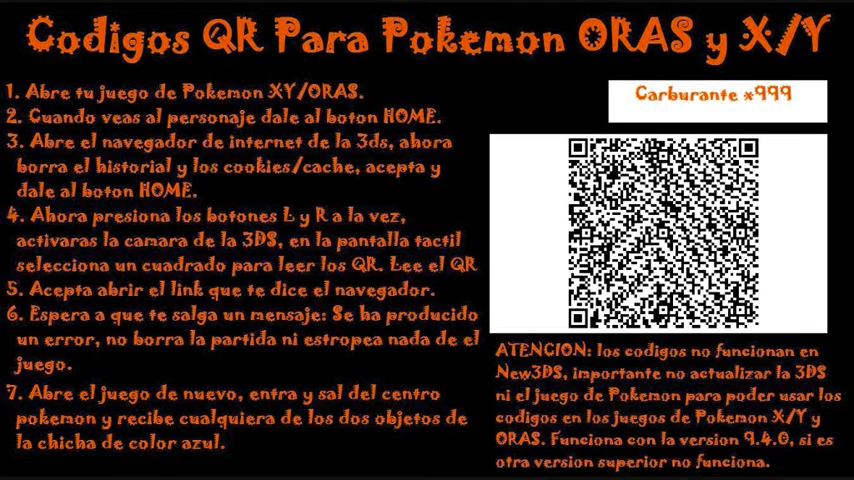 Codigos QR Para Pokemon ORAS y X/Y
1. Abre tu juego de Pokemon XY/ORAS.
2. Cuando veas al personaje dale al boton HOME.
3. Abre el navegador de internet de la 3ds, ahora
borra el historial y los cookies/cache, acepta y
dale al boton HOME.
4. Ahora presiona los botones L y R a la vez,
activaras la camara de la 3DS, en la pantalla tactil
selecciona un cuadrado para leer los QR. Lee el QR
5. Acepta abrir el link que te dice el navegador.
6. Espera a que te salga un mensaje: Se ha producido
un error, no borra la partida ni estropea nada de el
juego.
7. Abre el juego de nuevo, entra y sal del centro
pokemon y recibe cualquiera de los dos objetos de
la chicha de color azul.
Carburante *999
ATENCION: los codigos no funcionan en
New3DS, importante no actualizar la 3DS
ni el juego de Pokemon para poder usar los
codigos en los juegos de Pokemon X/Y y
ORAS. Funciona con la version 9.4.0, si es
otra version superior no funciona.